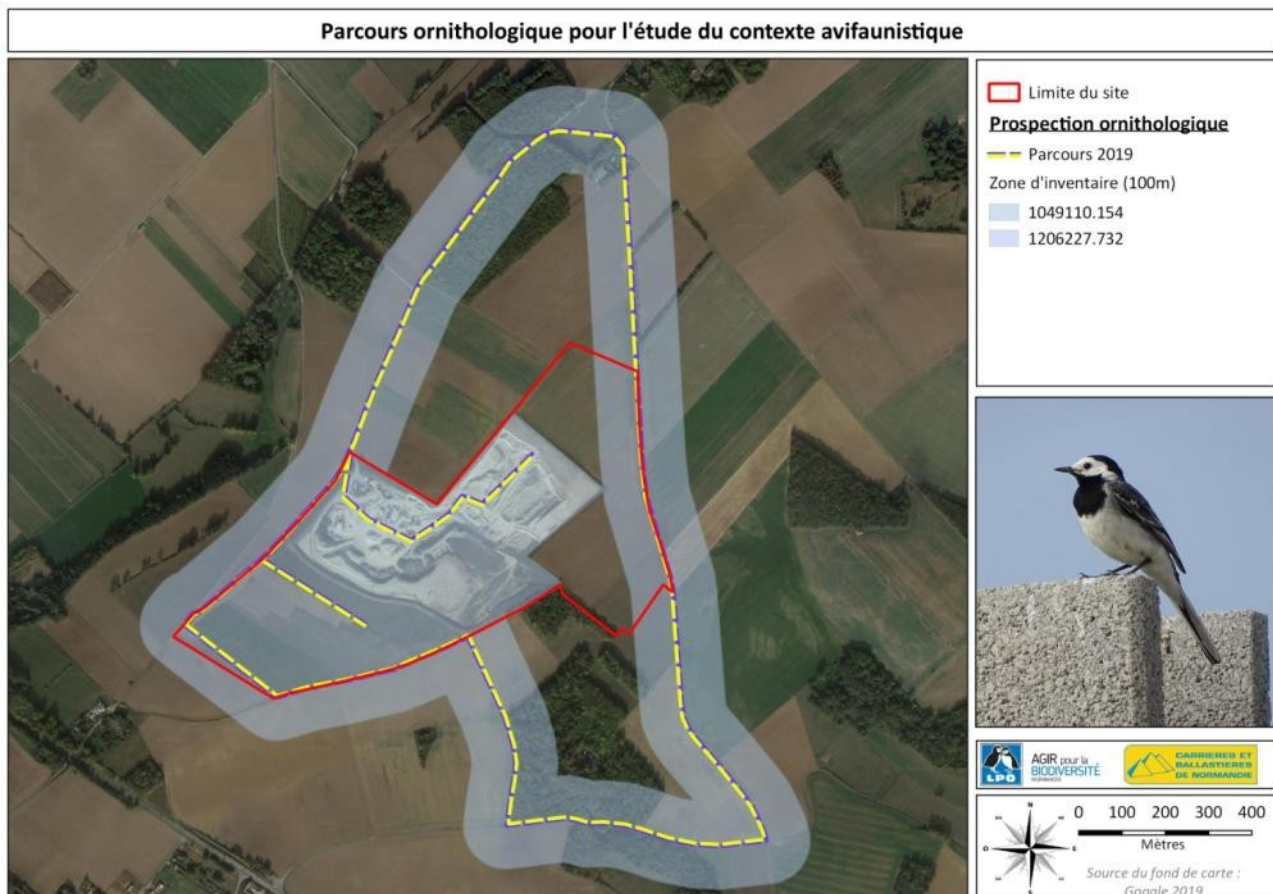 Parcours ornithologique pour l'étude du contexte avifaunistique
Limite du site
Prospection ornithologique
Parcours 2019
Zone d'inventaire (100m)
1049110.154
1206227.732
LPO
AGIR pour la
BIODIVERSITÉ
NORMANDIE
CARRIERES ET
BALLASTIERES
DE NORMANDIE
N
O
E
S
0 100 200 300 400
Mètres
Source du fond de carte :
Google 2019